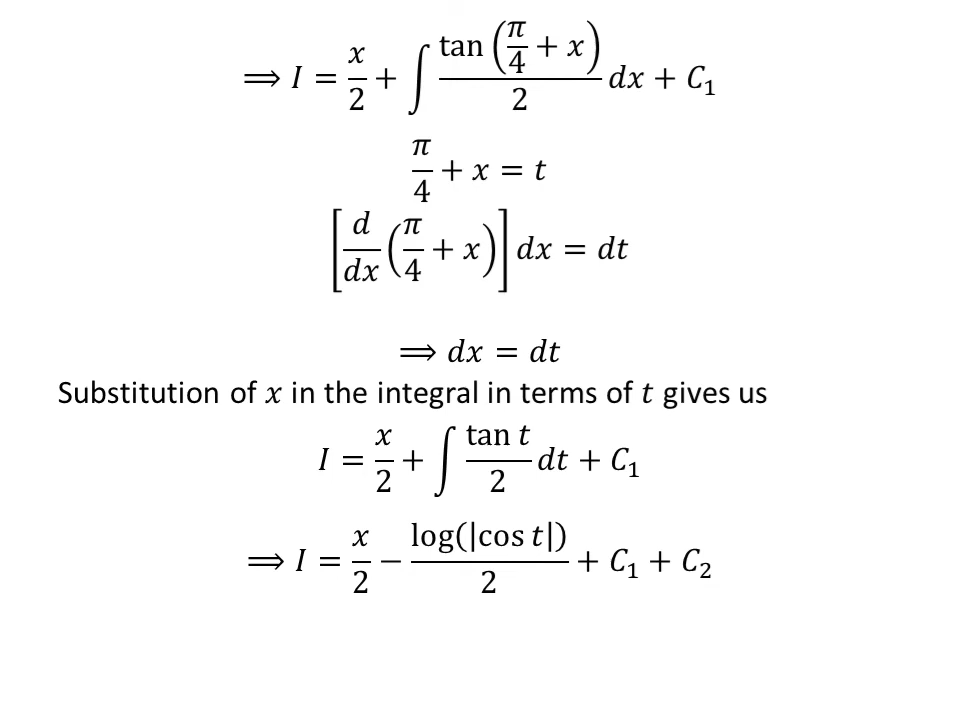 ⟹ I = x/2 + ∫ tan(π/4 + x)/2 dx + C₁
π/4 + x = t
[d/dx (π/4 + x)] dx = dt
⟹ dx = dt
Substitution of x in the integral in terms of t gives us
I = x/2 + ∫ tan t/2 dt + C₁
⟹ I = x/2 − log(|cos t|)/2 + C₁ + C₂